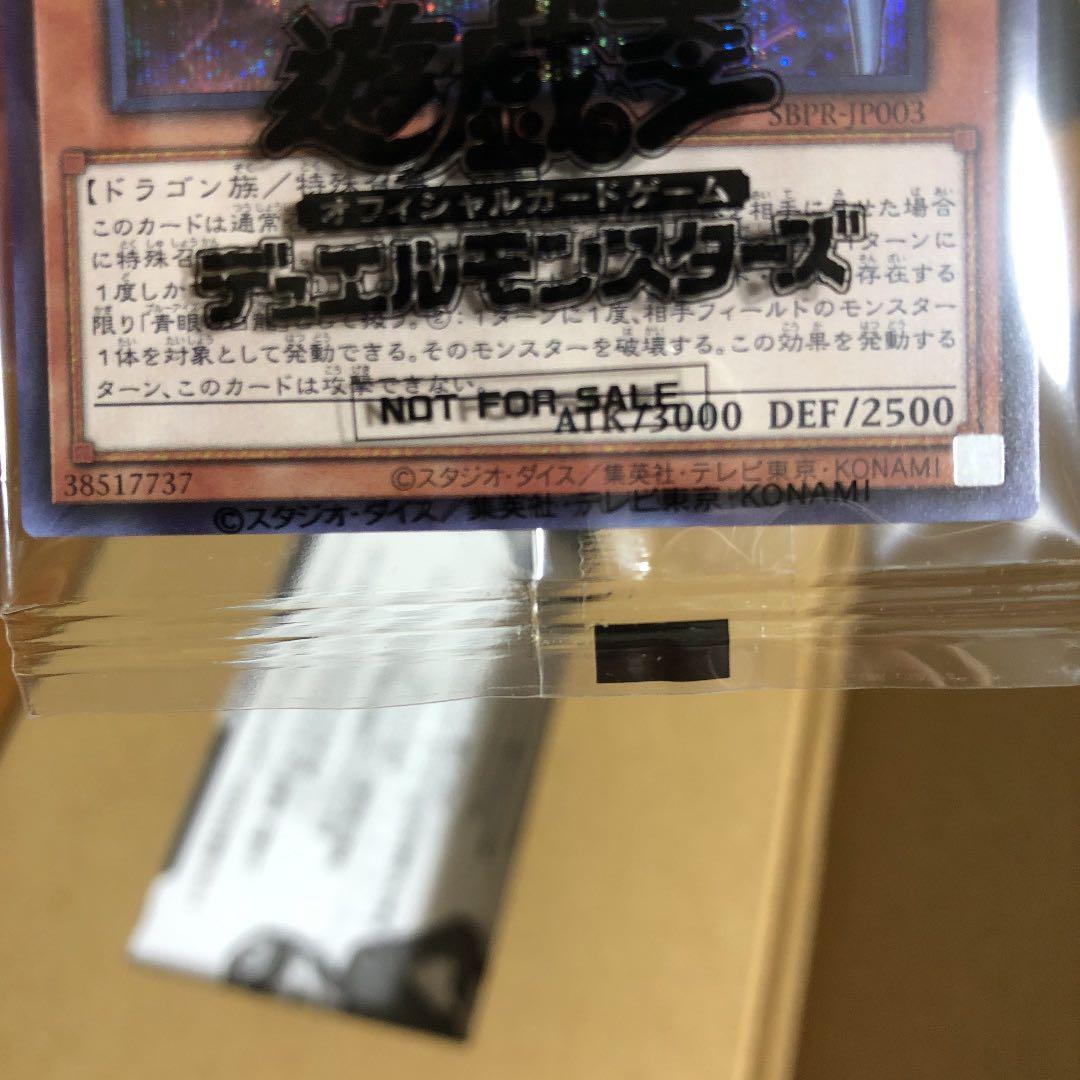 遊戯王
SBPR-JP003
オフィシャルカードゲーム
デュエルモンスターズ
【ドラゴン族／特殊召
このカードは通常 相手に見せた場合
に特殊召 1ターンに
1度しか 存在する
限り「青眼の白龍」として扱う。②：1ターンに1度、相手フィールドのモンスター
1体を対象として発動できる。そのモンスターを破壊する。この効果を発動する
ターン、このカードは攻撃できない。
NOT FOR SALE
ATK/3000 DEF/2500
38517737
©スタジオ・ダイス／集英社・テレビ東京・KONAMI
©スタジオ・ダイス／集英社・テレビ東京・KONAMI